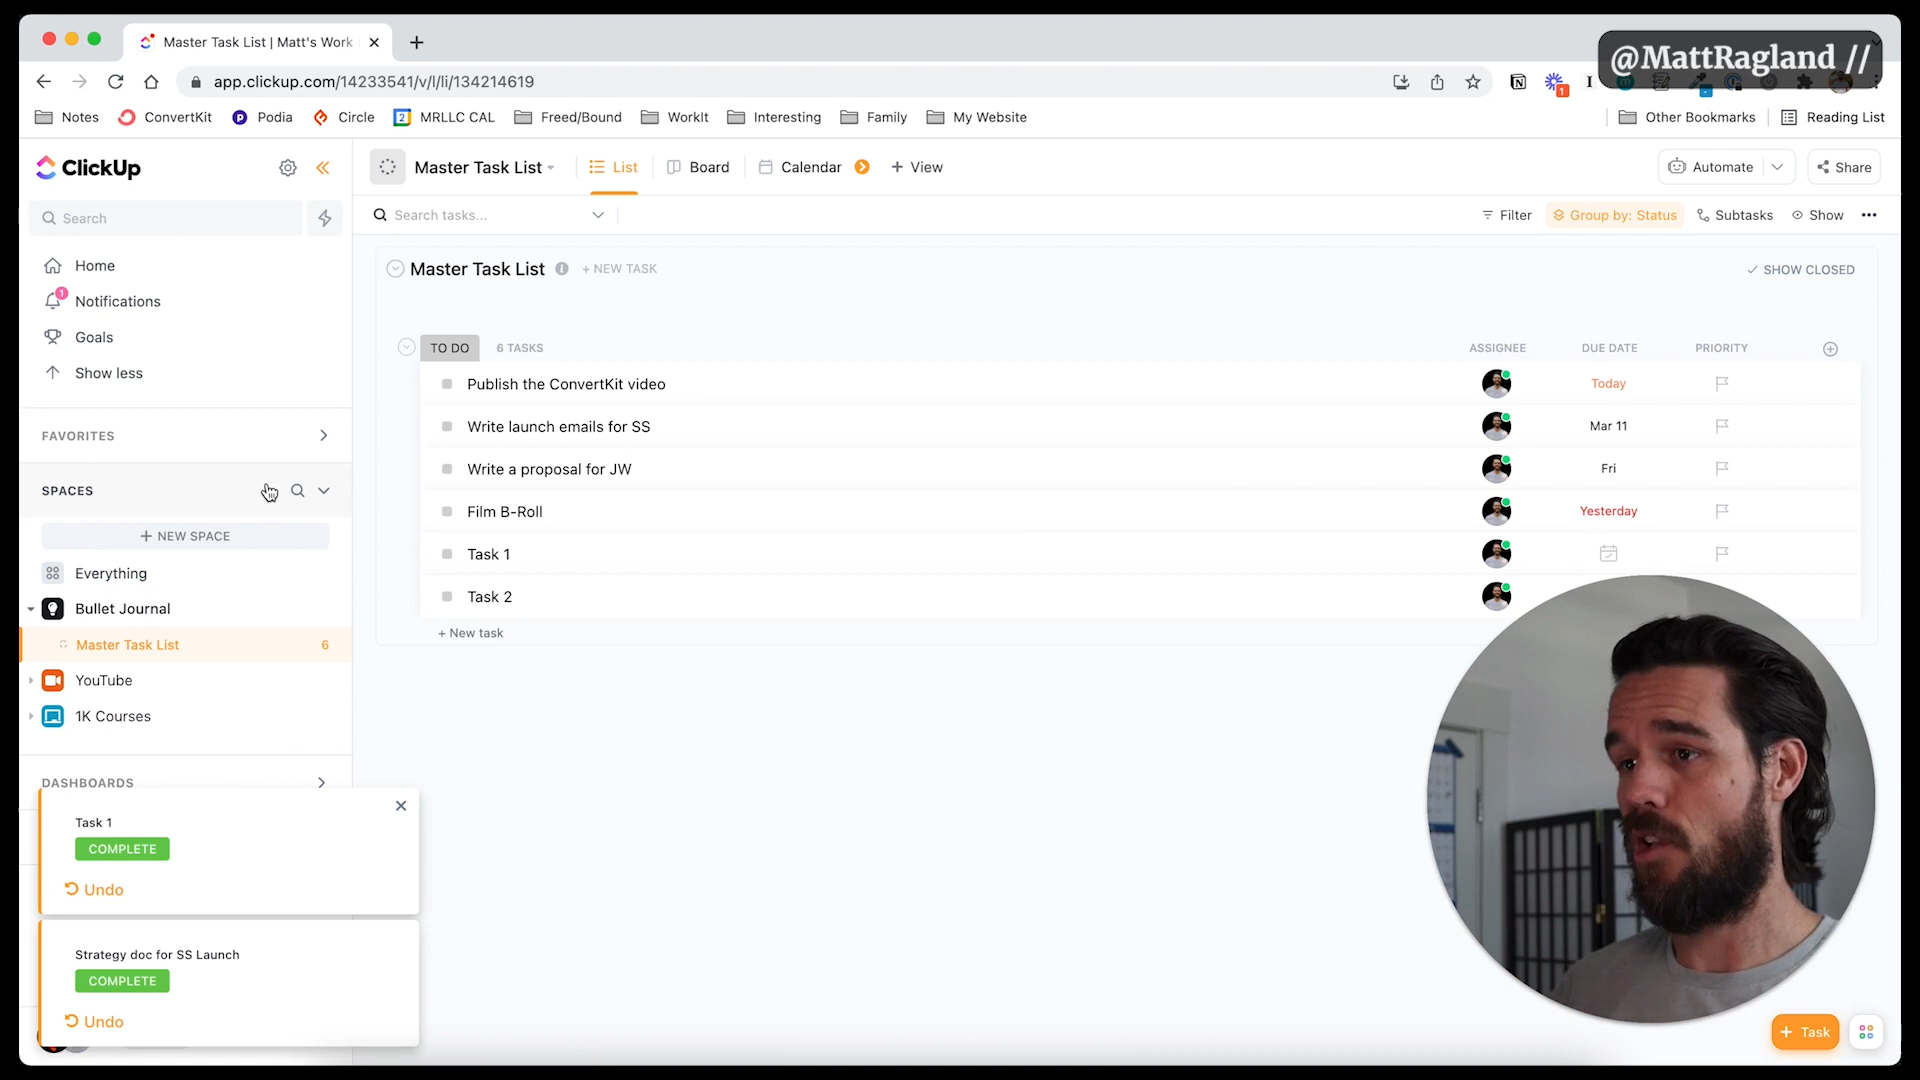 Master Task List | Matt's Work
@MattRagland //
app.clickup.com/14233541/v/l/li/134214619
1
Notes
ConvertKit
Podia
Circle
2
MRLLC CAL
Freed/Bound
WorkIt
Interesting
Family
My Website
Other Bookmarks
Reading List
ClickUp
Master Task List
List
Board
Calendar
+ View
Automate
Share
Search
Search tasks...
Filter
Group by: Status
Subtasks
Show
Home
1
Notifications
Goals
Show less
FAVORITES
SPACES
+ NEW SPACE
Everything
Bullet Journal
Master Task List 6
YouTube
1K Courses
DASHBOARDS
Master Task List
+ NEW TASK
SHOW CLOSED
TO DO
6 TASKS
ASSIGNEE
DUE DATE
PRIORITY
Publish the ConvertKit video
Today
Write launch emails for SS
Mar 11
Write a proposal for JW
Fri
Film B-Roll
Yesterday
Task 1
Task 2
+ New task
Task 1
COMPLETE
Undo
Strategy doc for SS Launch
COMPLETE
Undo
+ Task